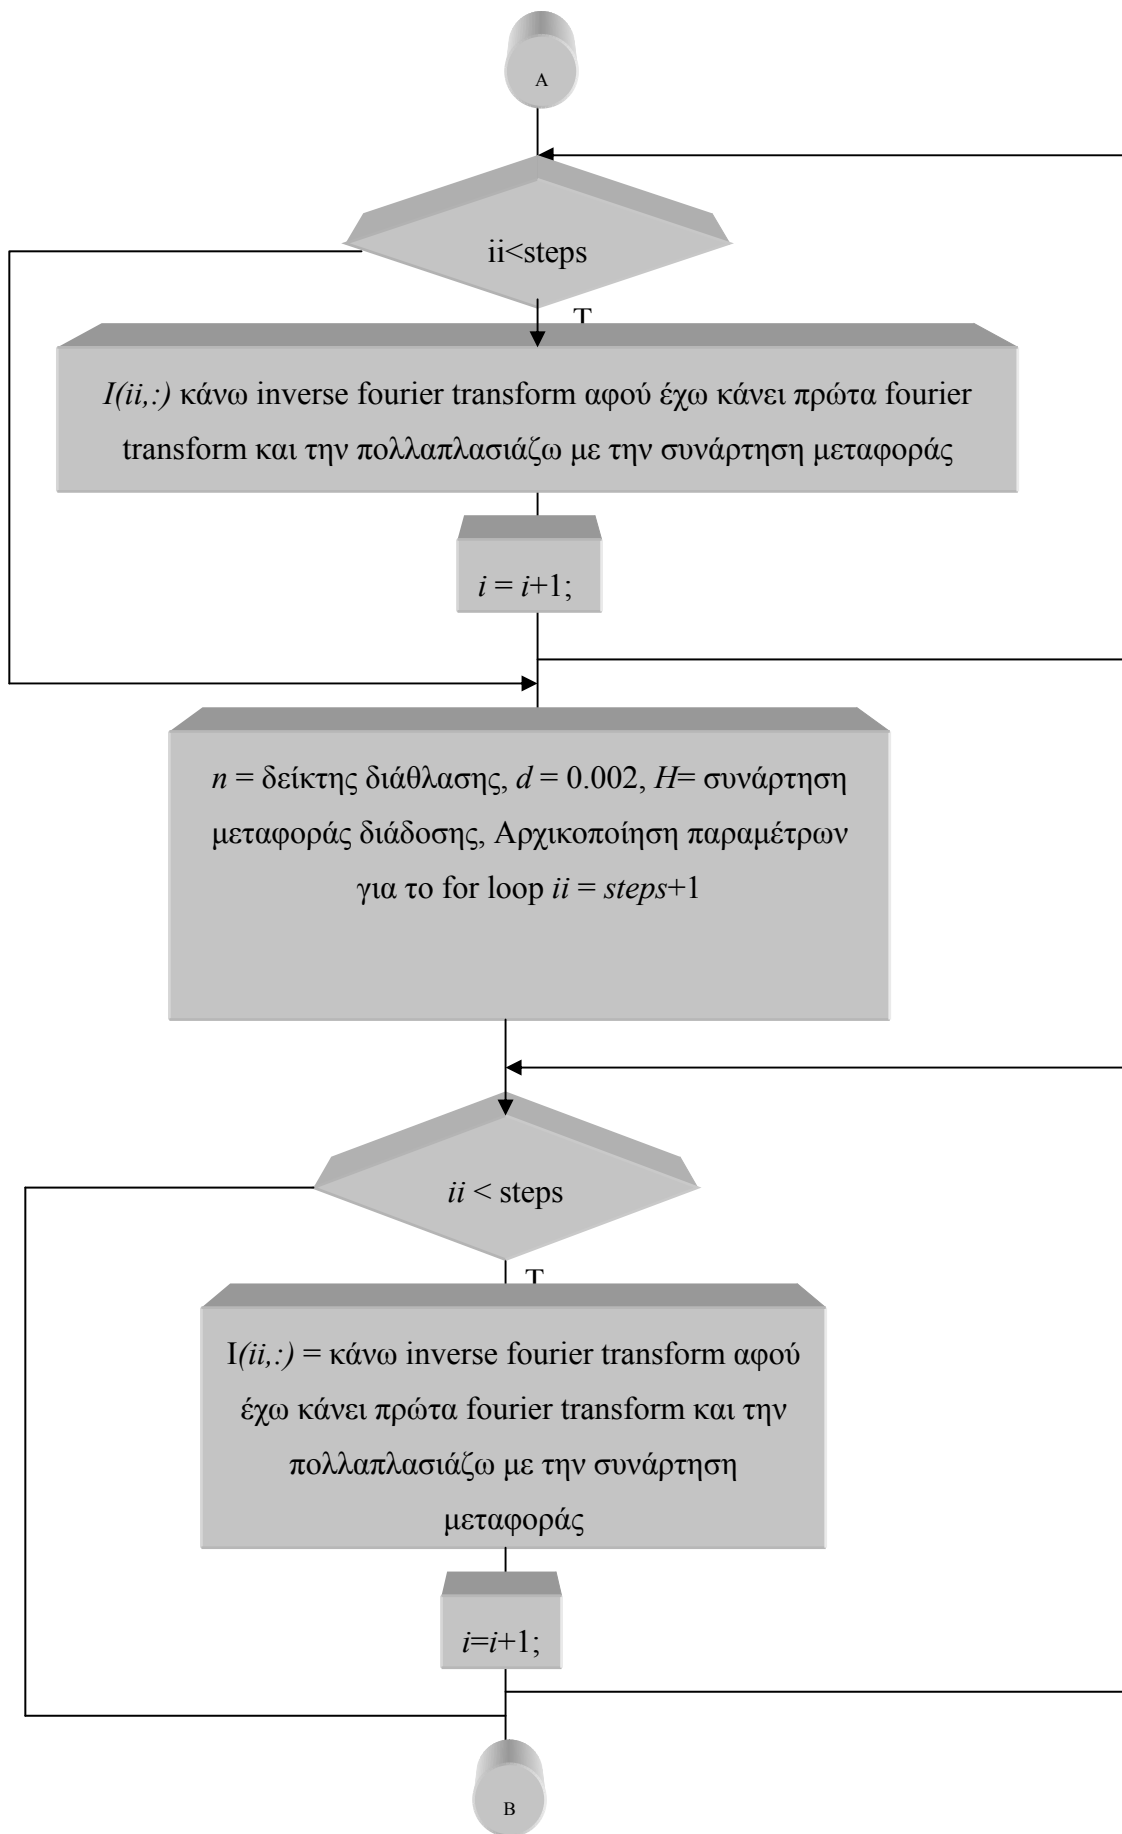 A
ii<steps
T
I(ii,:) κάνω inverse fourier transform αφού έχω κάνει πρώτα fourier
transform και την πολλαπλασιάζω με την συνάρτηση μεταφοράς
i = i+1;
n = δείκτης διάθλασης, d = 0.002, H= συνάρτηση
μεταφοράς διάδοσης, Αρχικοποίηση παραμέτρων
για το for loop ii = steps+1
ii < steps
T
I(ii,:) = κάνω inverse fourier transform αφού
έχω κάνει πρώτα fourier transform και την
πολλαπλασιάζω με την συνάρτηση
μεταφοράς
i=i+1;
B